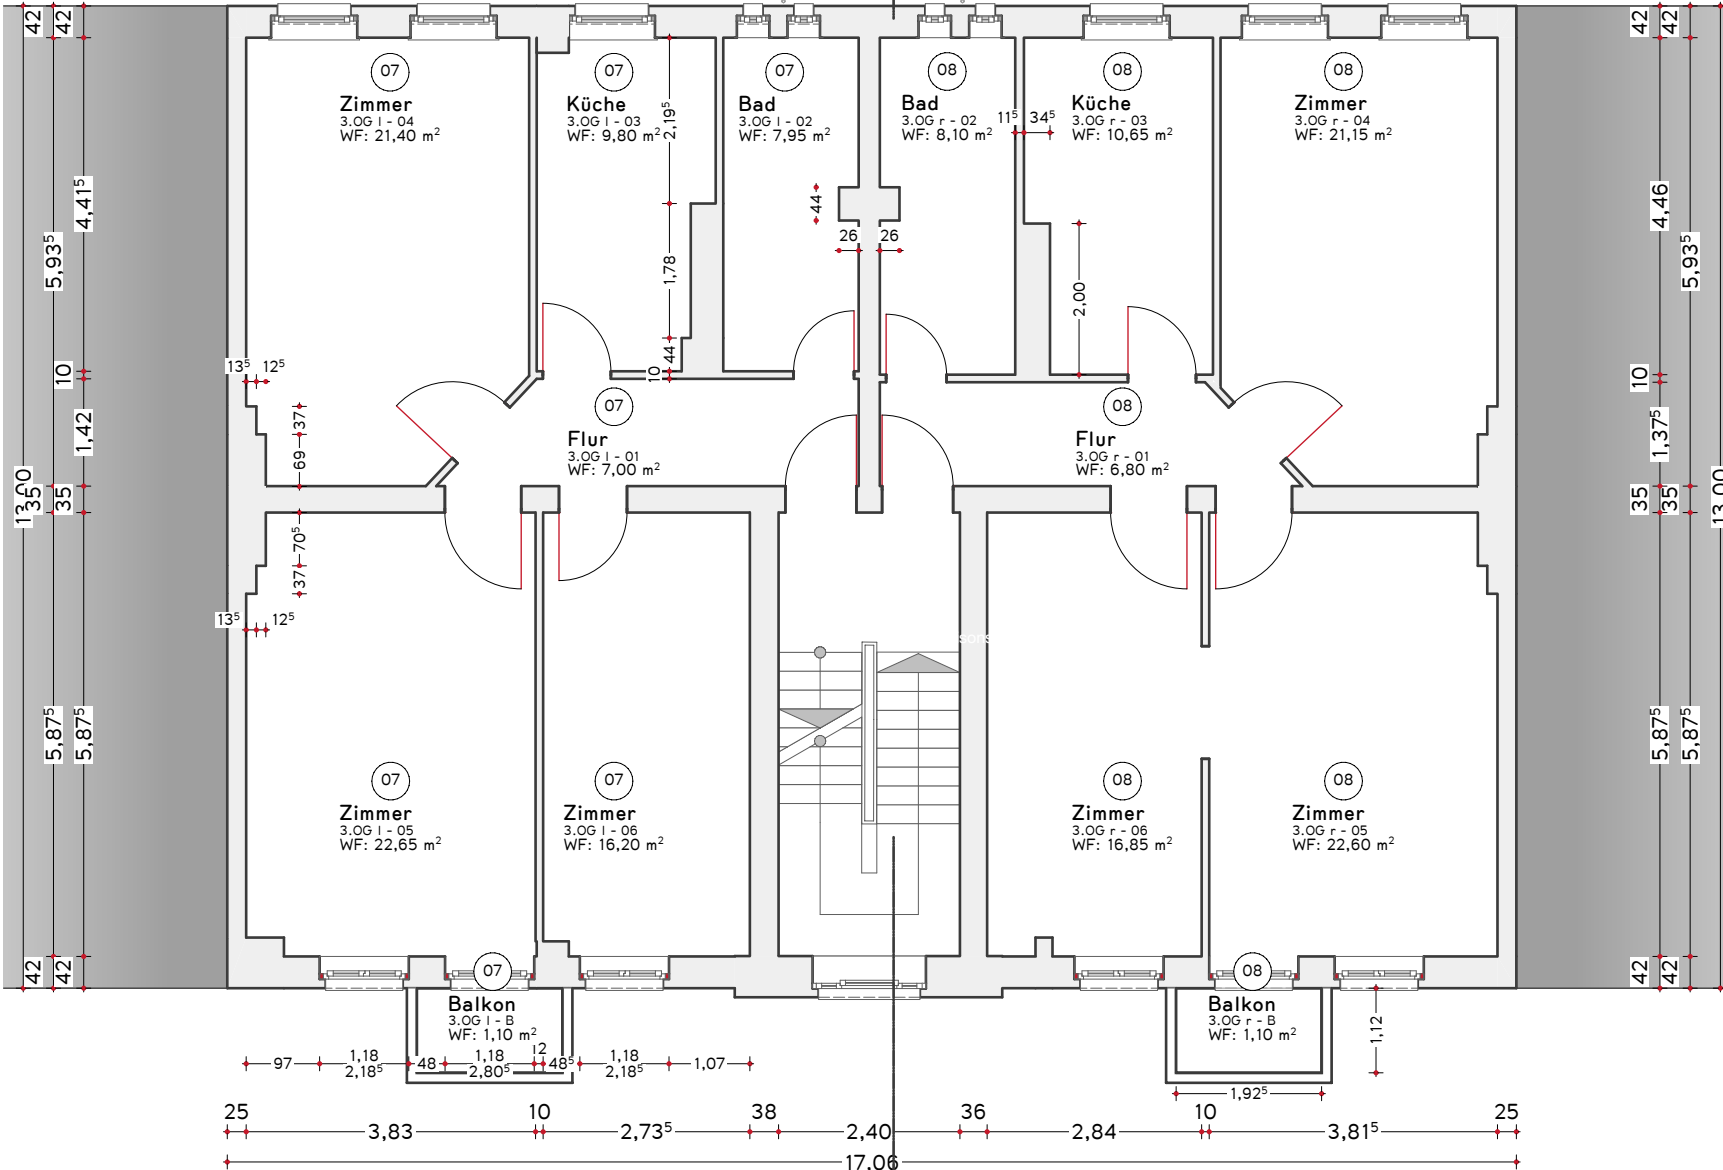 42
42
42
42
07
Zimmer
3.OG l - 04
WF: 21,40 m²
07
Küche
3.OG l - 03
WF: 9,80 m²
07
Bad
3.OG l - 02
WF: 7,95 m²
08
Bad
3.OG r - 02
WF: 8,10 m²
08
Küche
3.OG r - 03
WF: 10,65 m²
08
Zimmer
3.OG r - 04
WF: 21,15 m²
2,19⁵
11⁵
34⁵
4,41⁵
5,93⁵
44
26
26
1,78
2,00
4,46
5,93⁵
13⁵
12⁵
10
44
10
10
37
1,42
69
07
Flur
3.OG l - 01
WF: 7,00 m²
08
Flur
3.OG r - 01
WF: 6,80 m²
1,37⁵
13,00
35
35
35
35
13,00
70⁵
37
13⁵
12⁵
sons
5,87⁵
5,87⁵
5,87⁵
5,87⁵
07
Zimmer
3.OG l - 05
WF: 22,65 m²
07
Zimmer
3.OG l - 06
WF: 16,20 m²
08
Zimmer
3.OG r - 06
WF: 16,85 m²
08
Zimmer
3.OG r - 05
WF: 22,60 m²
42
42
42
42
07
Balkon
3.OG l - B
WF: 1,10 m²
08
Balkon
3.OG r - B
WF: 1,10 m²
1,12
97
1,18
2,18⁵
48
1,18
2,80⁵
12
48⁵
1,18
2,18⁵
1,07
1,92⁵
25
10
38
36
10
25
3,83
2,73⁵
2,40
2,84
3,81⁵
17,06